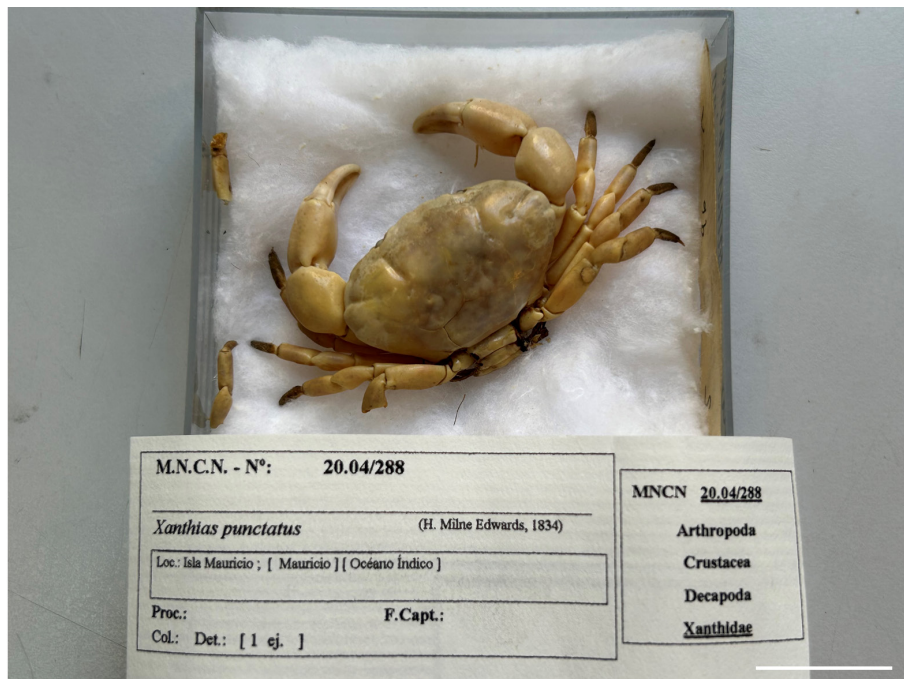 M.N.C.N. - Nº: 20.04/288
Xanthias punctatus (H. Milne Edwards, 1834)
Loc.: Isla Mauricio ; [ Mauricio ] [ Océano Índico ]
Proc.: F.Capt.:
Col.: Det.: [ 1 ej. ]
MNCN 20.04/288
Arthropoda
Crustacea
Decapoda
Xanthidae